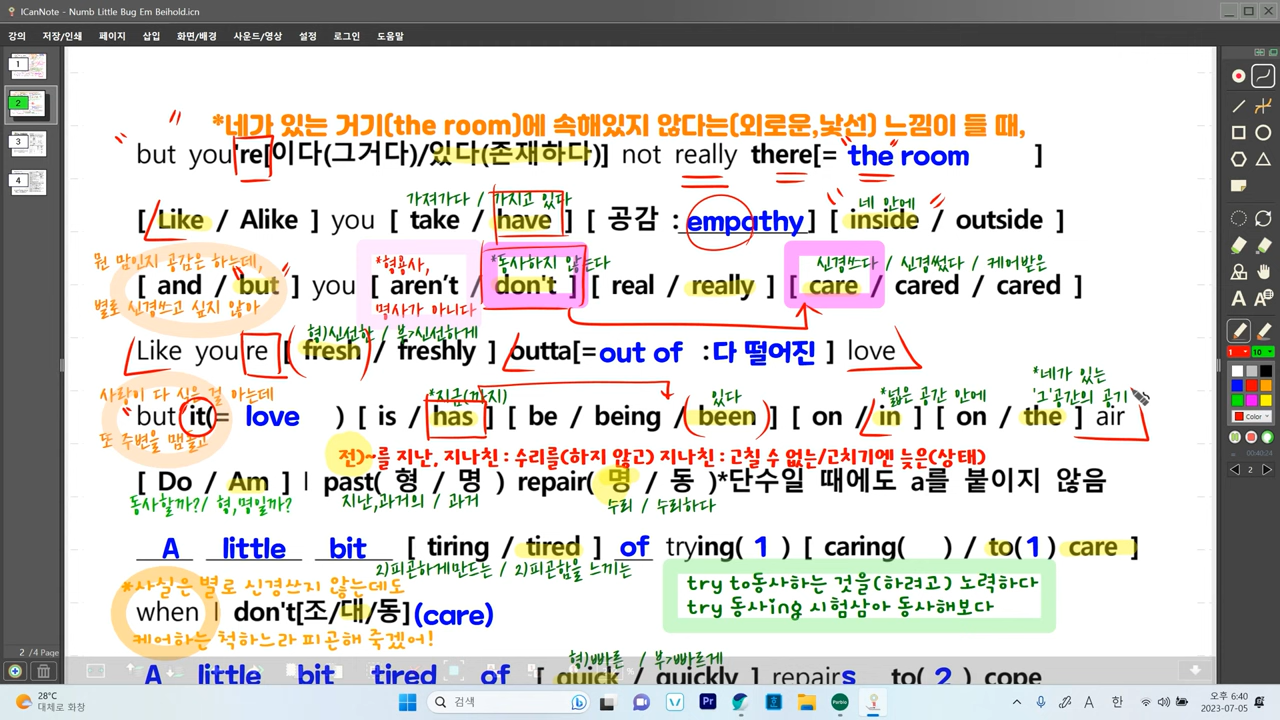 ICanNote - Numb Little Bug Em Beihold.icn
강의 저장/인쇄 페이지 삽입 화면/배경 사운드/영상 설정 로그인 도움말
1
2
3
4
*네가 있는 거기(the room)에 속해있지 않다는(외로운,낯선) 느낌이 들 때,
but you're[이다(그거다)/있다(존재하다)] not really there[= "the" room ]
가져가다 / 가지고 있다 네 안에
[ Like / Alike ] you [ take / have ] [ 공감 : empathy ] [ inside / outside ]
뭔 맘인지 공감은 하는데, *형용사, *동사하지 않는다 신경쓰다 / 신경썼다 / 케어받은
[ and / but ] you [ aren't / don't ] [ real / really ] [ care / cared / cared ]
별로 신경쓰고 싶지 않아 명사가 아니다
형)신선한 / 부>신선하게
Like you're [ fresh / freshly ] outta[=out of :다 떨어진 ] love
사랑이 다 식은 걸 아는데 *지금(까지) 있다 *넓은 공간 안에 *네가 있는 '그'공간의 공기
but it(= love ) [ is / has ] [ be / being / been ] [ on / in ] [ on / the ] air
또 주변을 맴돌고
전)~를 지난, 지나친 : 수리를(하지 않고) 지나친 : 고칠 수 없는/고치기엔 늦은(상태)
[ Do / Am ] I past( 형 / 명 ) repair( 명 / 동 )*단수일 때에도 a를 붙이지 않음
동사할까?/ 형,명일까? 지난,과거의 / 과거 수리 / 수리하다
A little bit [ tiring / tired ] of trying( 1 ) [ caring( ) / to(1) care ]
2)피곤하게만드는 / 2)피곤함을 느끼는
*사실은 별로 신경쓰지 않는데도
try to동사하는 것을(하려고) 노력하다
when I don't[조/대/동](care)
try 동사ing 시험삼아 동사해보다
케어하는 척하느라 피곤해 죽겠어!
형)빠른 / 부>빠르게
A little bit tired of [ quick / quickly ] repairs to( 2 ) cope
Color
00:40:24
2
2 /4 Page
28°C
대체로 화창
검색
오후 6:40
2023-07-05